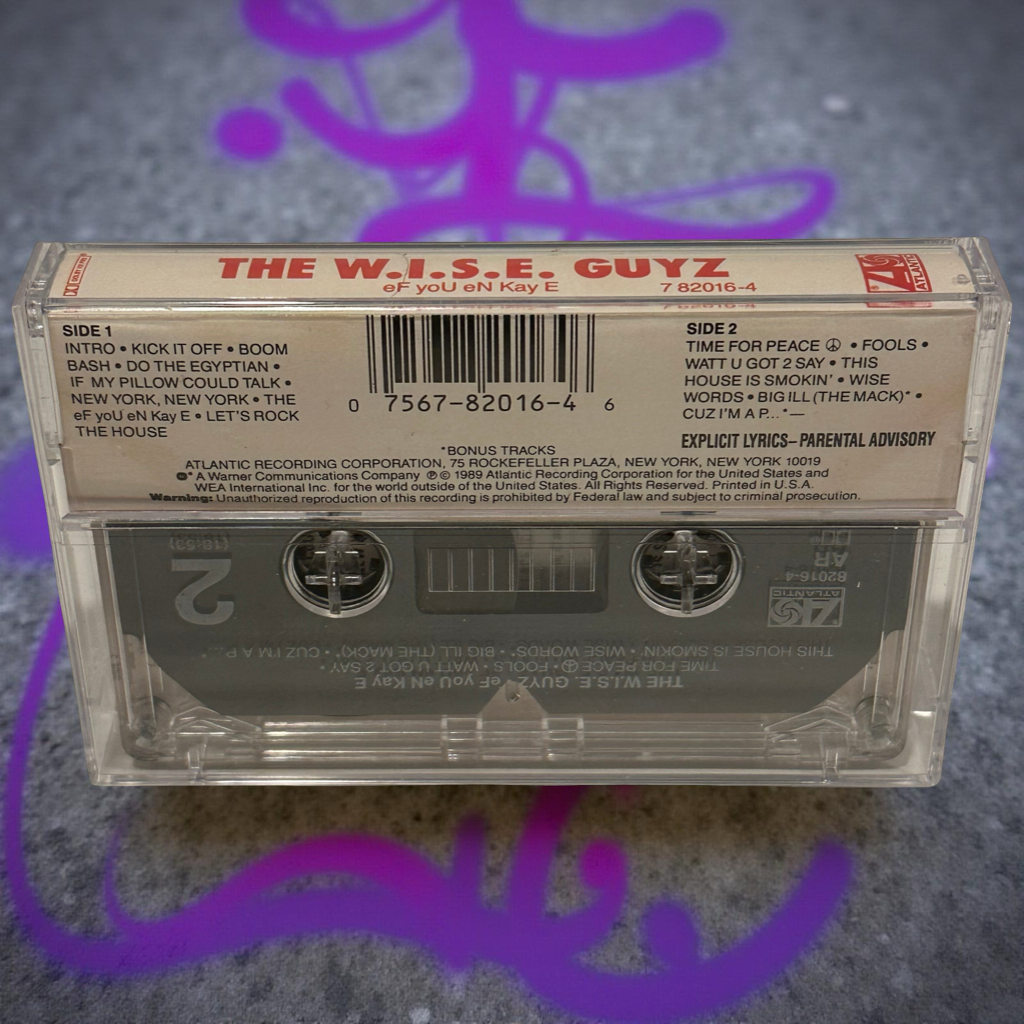 THE W.I.S.E. GUYZ
eF yoU eN Kay E 7 82016-4
ATLANTIC
SIDE 1
INTRO • KICK IT OFF • BOOM
BASH • DO THE EGYPTIAN •
IF MY PILLOW COULD TALK •
NEW YORK, NEW YORK • THE
eF yoU eN Kay E • LET'S ROCK
THE HOUSE
0 7567-82016-4 6
SIDE 2
TIME FOR PEACE ☮ • FOOLS •
WATT U GOT 2 SAY • THIS
HOUSE IS SMOKIN' • WISE
WORDS • BIG ILL (THE MACK)* •
CUZ I'M A P... *—
EXPLICIT LYRICS–PARENTAL ADVISORY
*BONUS TRACKS
ATLANTIC RECORDING CORPORATION, 75 ROCKEFELLER PLAZA, NEW YORK, NEW YORK 10019
* A Warner Communications Company ℗ © 1989 Atlantic Recording Corporation for the United States and
WEA International Inc. for the world outside of the United States. All Rights Reserved. Printed in U.S.A.
Warning: Unauthorized reproduction of this recording is prohibited by Federal law and subject to criminal prosecution.
THE W.I.S.E. GUYZ • eF yoU eN Kay E
TIME FOR PEACE ☮ • FOOLS • WATT U GOT 2 SAY •
THIS HOUSE IS SMOKIN' • WISE WORDS* • BIG ILL (THE MACK)* • CUZ I'M A P...*
ATLANTIC
82016-4
AR
2
(18:53)